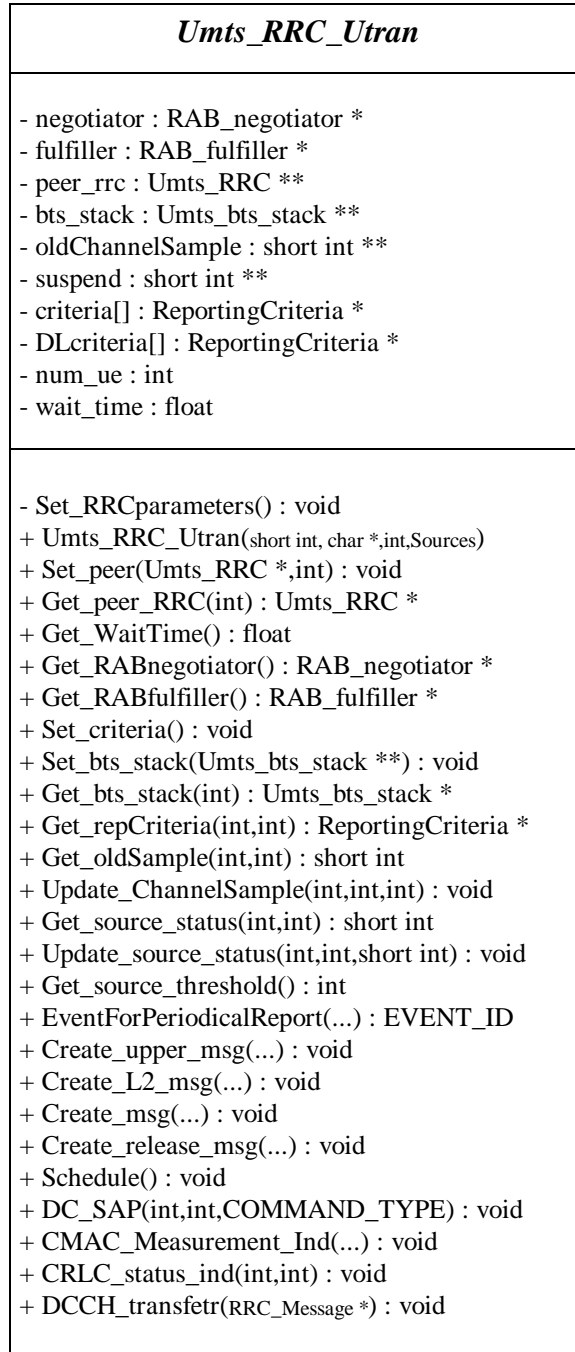 Umts_RRC_Utran
- negotiator : RAB_negotiator *
- fulfiller : RAB_fulfiller *
- peer_rrc : Umts_RRC **
- bts_stack : Umts_bts_stack **
- oldChannelSample : short int **
- suspend : short int **
- criteria[] : ReportingCriteria *
- DLcriteria[] : ReportingCriteria *
- num_ue : int
- wait_time : float
- Set_RRCparameters() : void
+ Umts_RRC_Utran(short int, char *,int,Sources)
+ Set_peer(Umts_RRC *,int) : void
+ Get_peer_RRC(int) : Umts_RRC *
+ Get_WaitTime() : float
+ Get_RABnegotiator() : RAB_negotiator *
+ Get_RABfulfiller() : RAB_fulfiller *
+ Set_criteria() : void
+ Set_bts_stack(Umts_bts_stack **) : void
+ Get_bts_stack(int) : Umts_bts_stack *
+ Get_repCriteria(int,int) : ReportingCriteria *
+ Get_oldSample(int,int) : short int
+ Update_ChannelSample(int,int,int) : void
+ Get_source_status(int,int) : short int
+ Update_source_status(int,int,short int) : void
+ Get_source_threshold() : int
+ EventForPeriodicalReport(...) : EVENT_ID
+ Create_upper_msg(...) : void
+ Create_L2_msg(...) : void
+ Create_msg(...) : void
+ Create_release_msg(...) : void
+ Schedule() : void
+ DC_SAP(int,int,COMMAND_TYPE) : void
+ CMAC_Measurement_Ind(...) : void
+ CRLC_status_ind(int,int) : void
+ DCCH_transfetr(RRC_Message *) : void